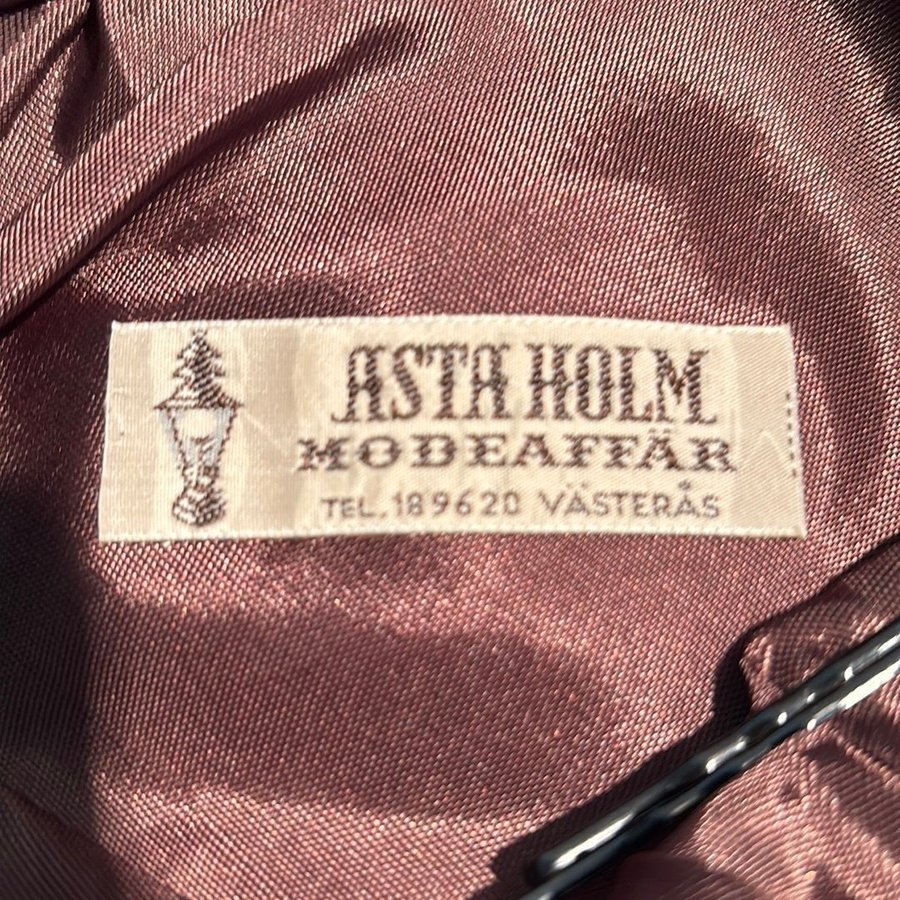 ASTA HOLM
MODEAFFÄR
TEL. 189620 VÄSTERÅS